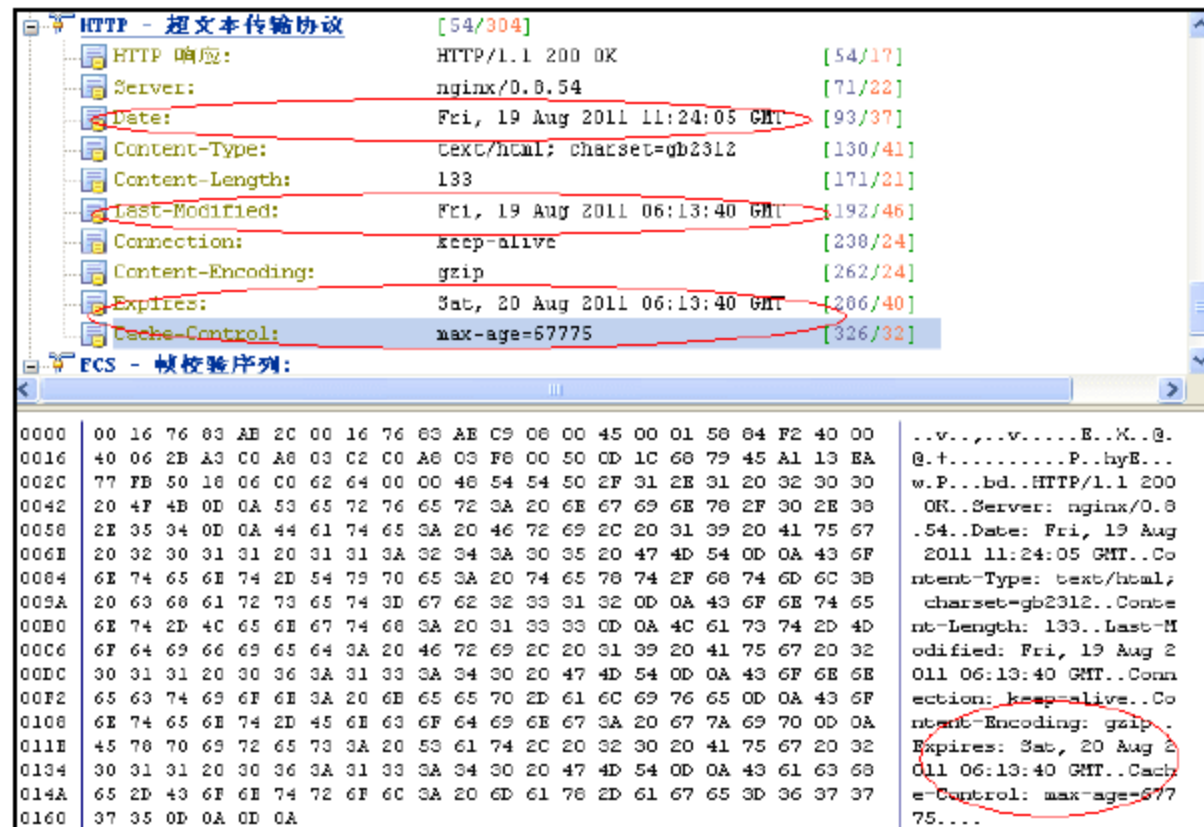 HTTP - 超文本传输协议 [54/304]
HTTP 响应: HTTP/1.1 200 OK [54/17]
Server: nginx/0.8.54 [71/22]
Date: Fri, 19 Aug 2011 11:24:05 GMT [93/37]
Content-Type: text/html; charset=gb2312 [130/41]
Content-Length: 133 [171/21]
Last-Modified: Fri, 19 Aug 2011 06:13:40 GMT [192/46]
Connection: keep-alive [238/24]
Content-Encoding: gzip [262/24]
Expires: Sat, 20 Aug 2011 06:13:40 GMT [286/40]
Cache-Control: max-age=67775 [326/32]
FCS - 帧校验序列:
0000 00 16 76 83 AB 2C 00 16 76 83 AE C9 08 00 45 00 01 58 84 F2 40 00 ..v..,..v.....E..X..@.
0016 40 06 2B A3 C0 A8 03 C2 C0 A8 03 F8 00 50 0D 1C 68 79 45 A1 13 EA @.+..........P..hyE...
002C 77 FB 50 18 06 C0 62 64 00 00 48 54 54 50 2F 31 2E 31 20 32 30 30 w.P...bd..HTTP/1.1 200
0042 20 4F 4B 0D 0A 53 65 72 76 65 72 3A 20 6E 67 69 6E 78 2F 30 2E 38 OK..Server: nginx/0.8
0058 2E 35 34 0D 0A 44 61 74 65 3A 20 46 72 69 2C 20 31 39 20 41 75 67 .54..Date: Fri, 19 Aug
006E 20 32 30 31 31 20 31 31 3A 32 34 3A 30 35 20 47 4D 54 0D 0A 43 6F 2011 11:24:05 GMT..Co
0084 6E 74 65 6E 74 2D 54 79 70 65 3A 20 74 65 78 74 2F 68 74 6D 6C 3B ntent-Type: text/html;
009A 20 63 68 61 72 73 65 74 3D 67 62 32 33 31 32 0D 0A 43 6F 6E 74 65 charset=gb2312..Conte
00B0 6E 74 2D 4C 65 6E 67 74 68 3A 20 31 33 33 0D 0A 4C 61 73 74 2D 4D nt-Length: 133..Last-M
00C6 6F 64 69 66 69 65 64 3A 20 46 72 69 2C 20 31 39 20 41 75 67 20 32 odified: Fri, 19 Aug 2
00DC 30 31 31 20 30 36 3A 31 33 3A 34 30 20 47 4D 54 0D 0A 43 6F 6E 6E 011 06:13:40 GMT..Conn
00F2 65 63 74 69 6F 6E 3A 20 6B 65 65 70 2D 61 6C 69 76 65 0D 0A 43 6F ection: keep-alive..Co
0108 6E 74 65 6E 74 2D 45 6E 63 6F 64 69 6E 67 3A 20 67 7A 69 70 0D 0A ntent-Encoding: gzip..
011E 45 78 70 69 72 65 73 3A 20 53 61 74 2C 20 32 30 20 41 75 67 20 32 Expires: Sat, 20 Aug 2
0134 30 31 31 20 30 36 3A 31 33 3A 34 30 20 47 4D 54 0D 0A 43 61 63 68 011 06:13:40 GMT..Cach
014A 65 2D 43 6F 6E 74 72 6F 6C 3A 20 6D 61 78 2D 61 67 65 3D 36 37 37 e-Control: max-age=677
0160 37 35 0D 0A 0D 0A 75....